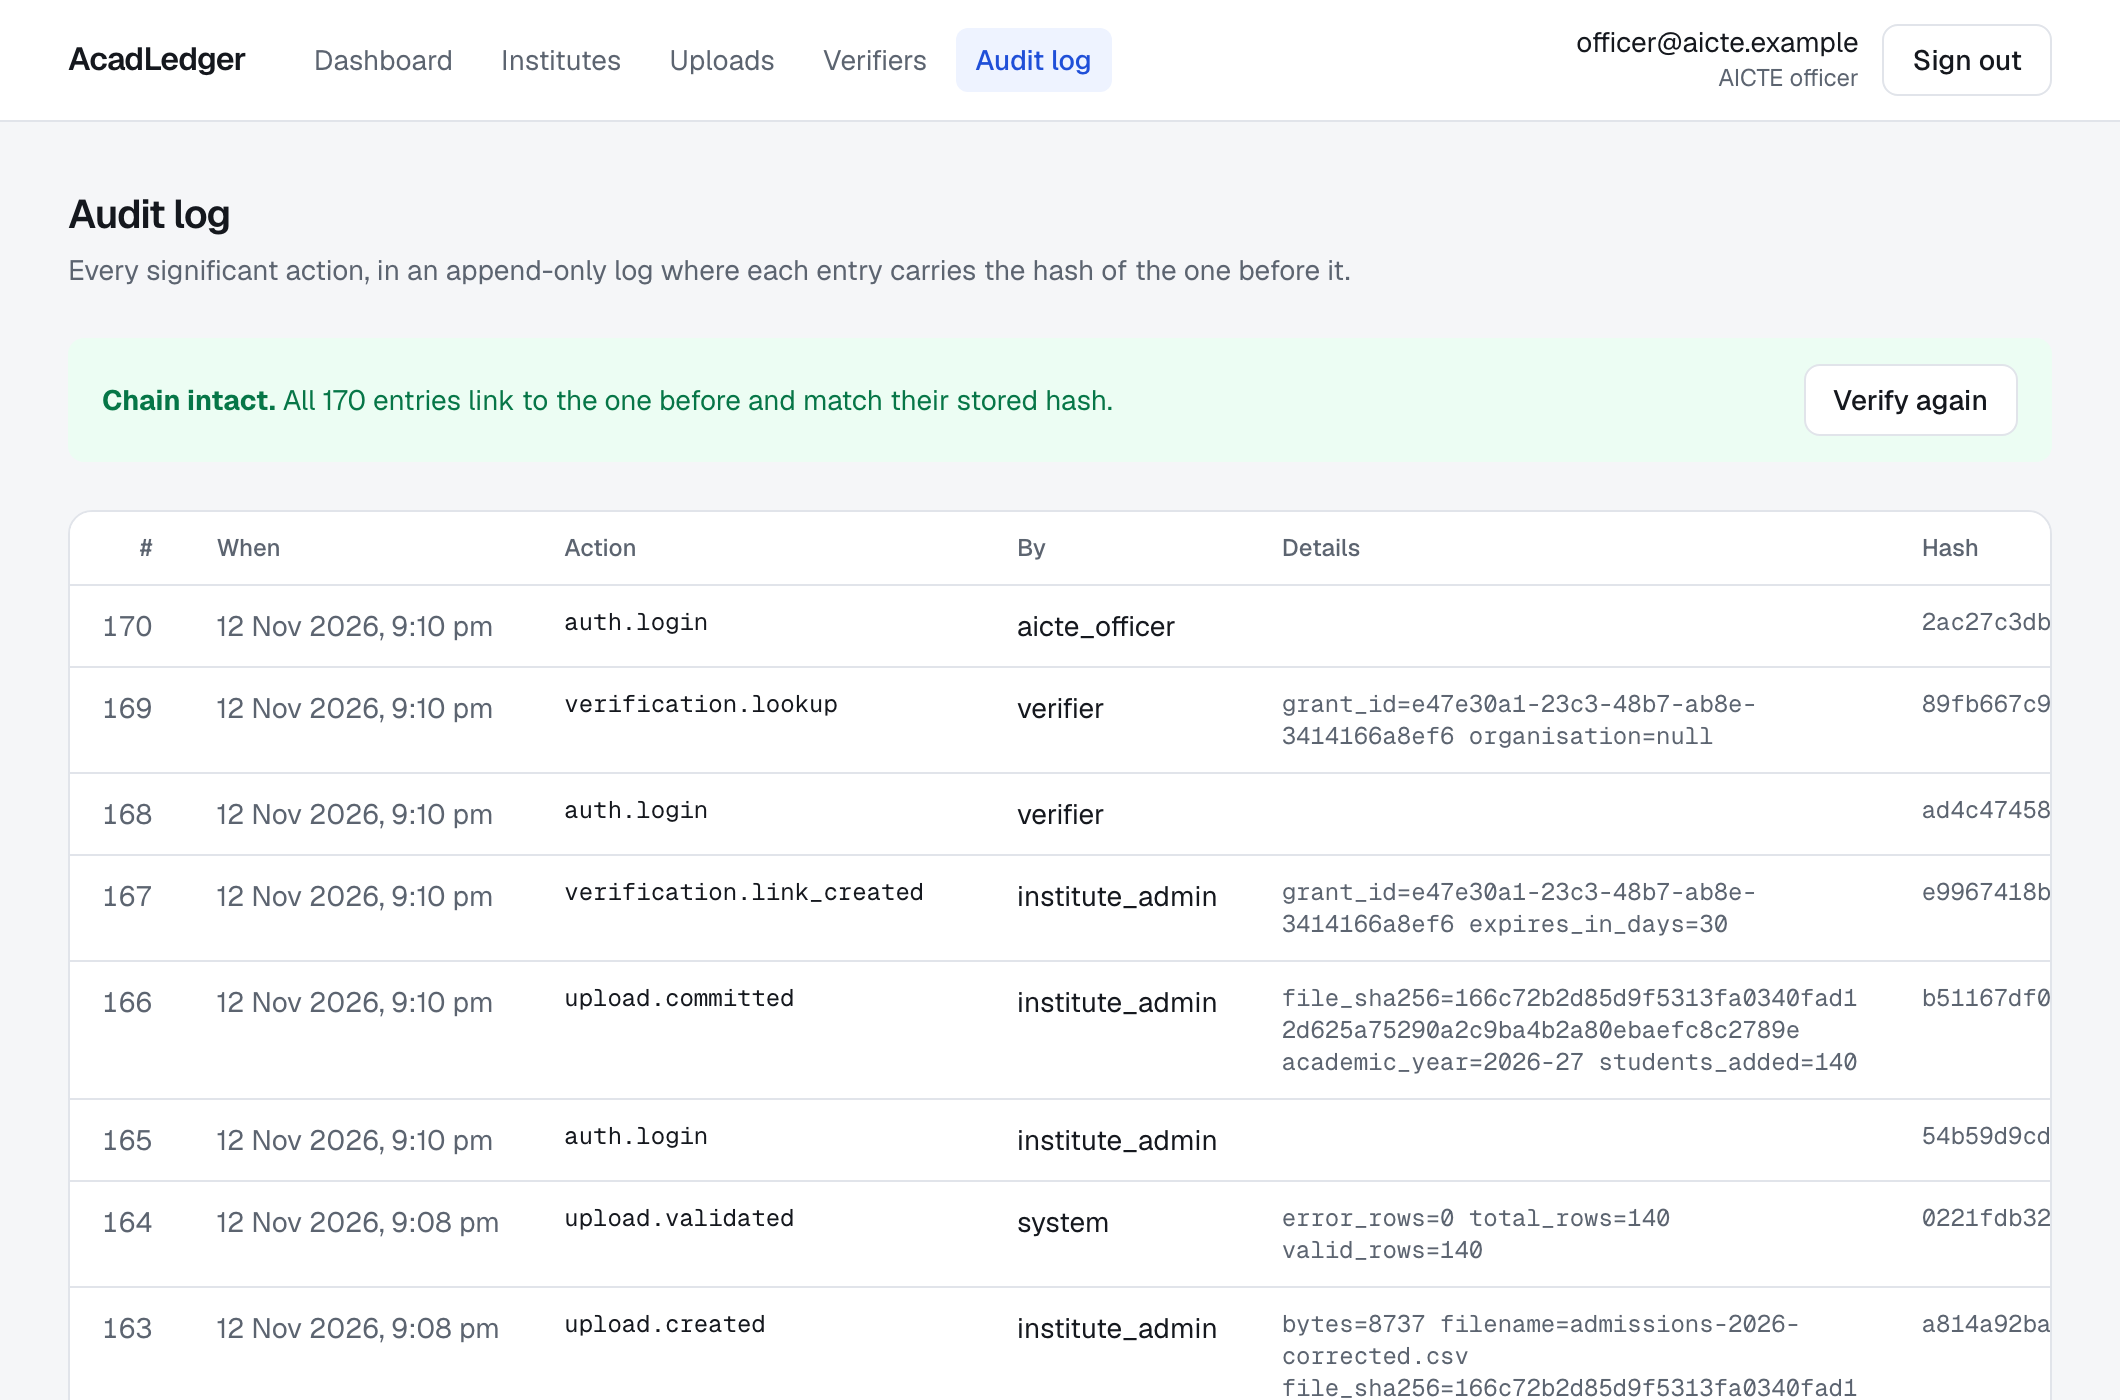 AcadLedger
Dashboard
Institutes
Uploads
Verifiers
Audit log
officer@aicte.example
AICTE officer
Sign out
Audit log
Every significant action, in an append-only log where each entry carries the hash of the one before it.
Chain intact. All 170 entries link to the one before and match their stored hash.
Verify again
# When Action By Details Hash
170 12 Nov 2026, 9:10 pm auth.login aicte_officer 2ac27c3db
169 12 Nov 2026, 9:10 pm verification.lookup verifier grant_id=e47e30a1-23c3-48b7-ab8e- 89fb667c9
3414166a8ef6 organisation=null
168 12 Nov 2026, 9:10 pm auth.login verifier ad4c47458
167 12 Nov 2026, 9:10 pm verification.link_created institute_admin grant_id=e47e30a1-23c3-48b7-ab8e- e9967418b
3414166a8ef6 expires_in_days=30
166 12 Nov 2026, 9:10 pm upload.committed institute_admin file_sha256=166c72b2d85d9f5313fa0340fad1 b51167df0
2d625a75290a2c9ba4b2a80ebaefc8c2789e
academic_year=2026-27 students_added=140
165 12 Nov 2026, 9:10 pm auth.login institute_admin 54b59d9cd
164 12 Nov 2026, 9:08 pm upload.validated system error_rows=0 total_rows=140 0221fdb32
valid_rows=140
163 12 Nov 2026, 9:08 pm upload.created institute_admin bytes=8737 filename=admissions-2026- a814a92ba
corrected.csv
file_sha256=166c72b2d85d9f5313fa0340fad1